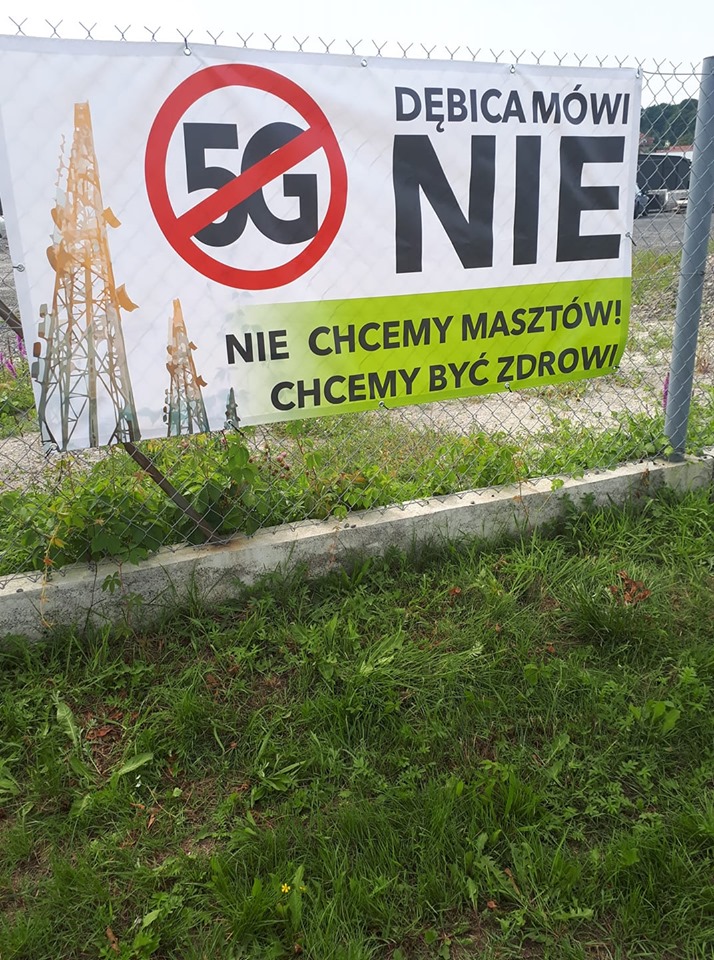 5G
DĘBICA MÓWI
NIE
NIE CHCEMY MASZTÓW!
CHCEMY BYĆ ZDROWI